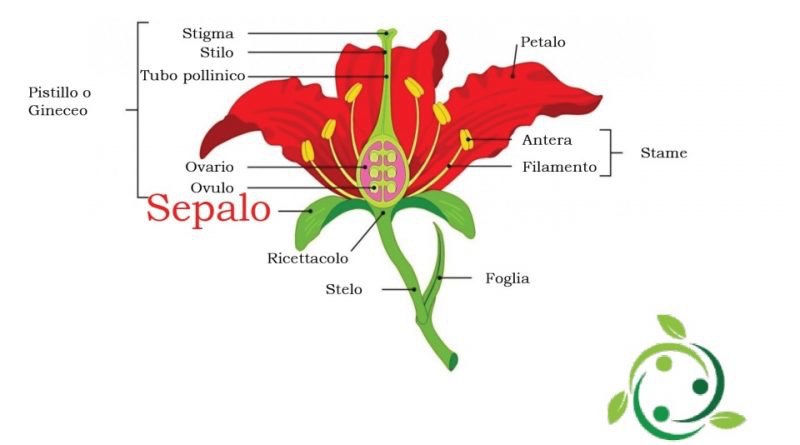 Stigma
Stilo
Tubo pollinico
Pistillo o
Gineceo
Ovario
Ovulo
Sepalo
Ricettacolo
Stelo
Petalo
Antera
Filamento
Stame
Foglia